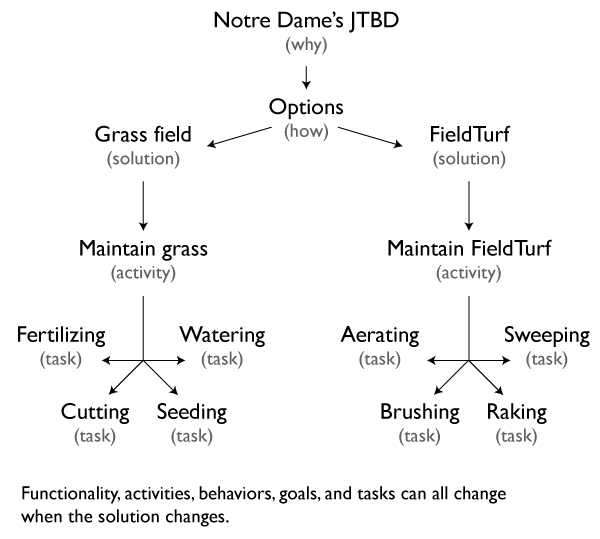 Notre Dame's JTBD
(why)
Options
(how)
Grass field
(solution)
FieldTurf
(solution)
Maintain grass
(activity)
Maintain FieldTurf
(activity)
Fertilizing
(task)
Watering
(task)
Aerating
(task)
Sweeping
(task)
Cutting
(task)
Seeding
(task)
Brushing
(task)
Raking
(task)
Functionality, activities, behaviors, goals, and tasks can all change
when the solution changes.